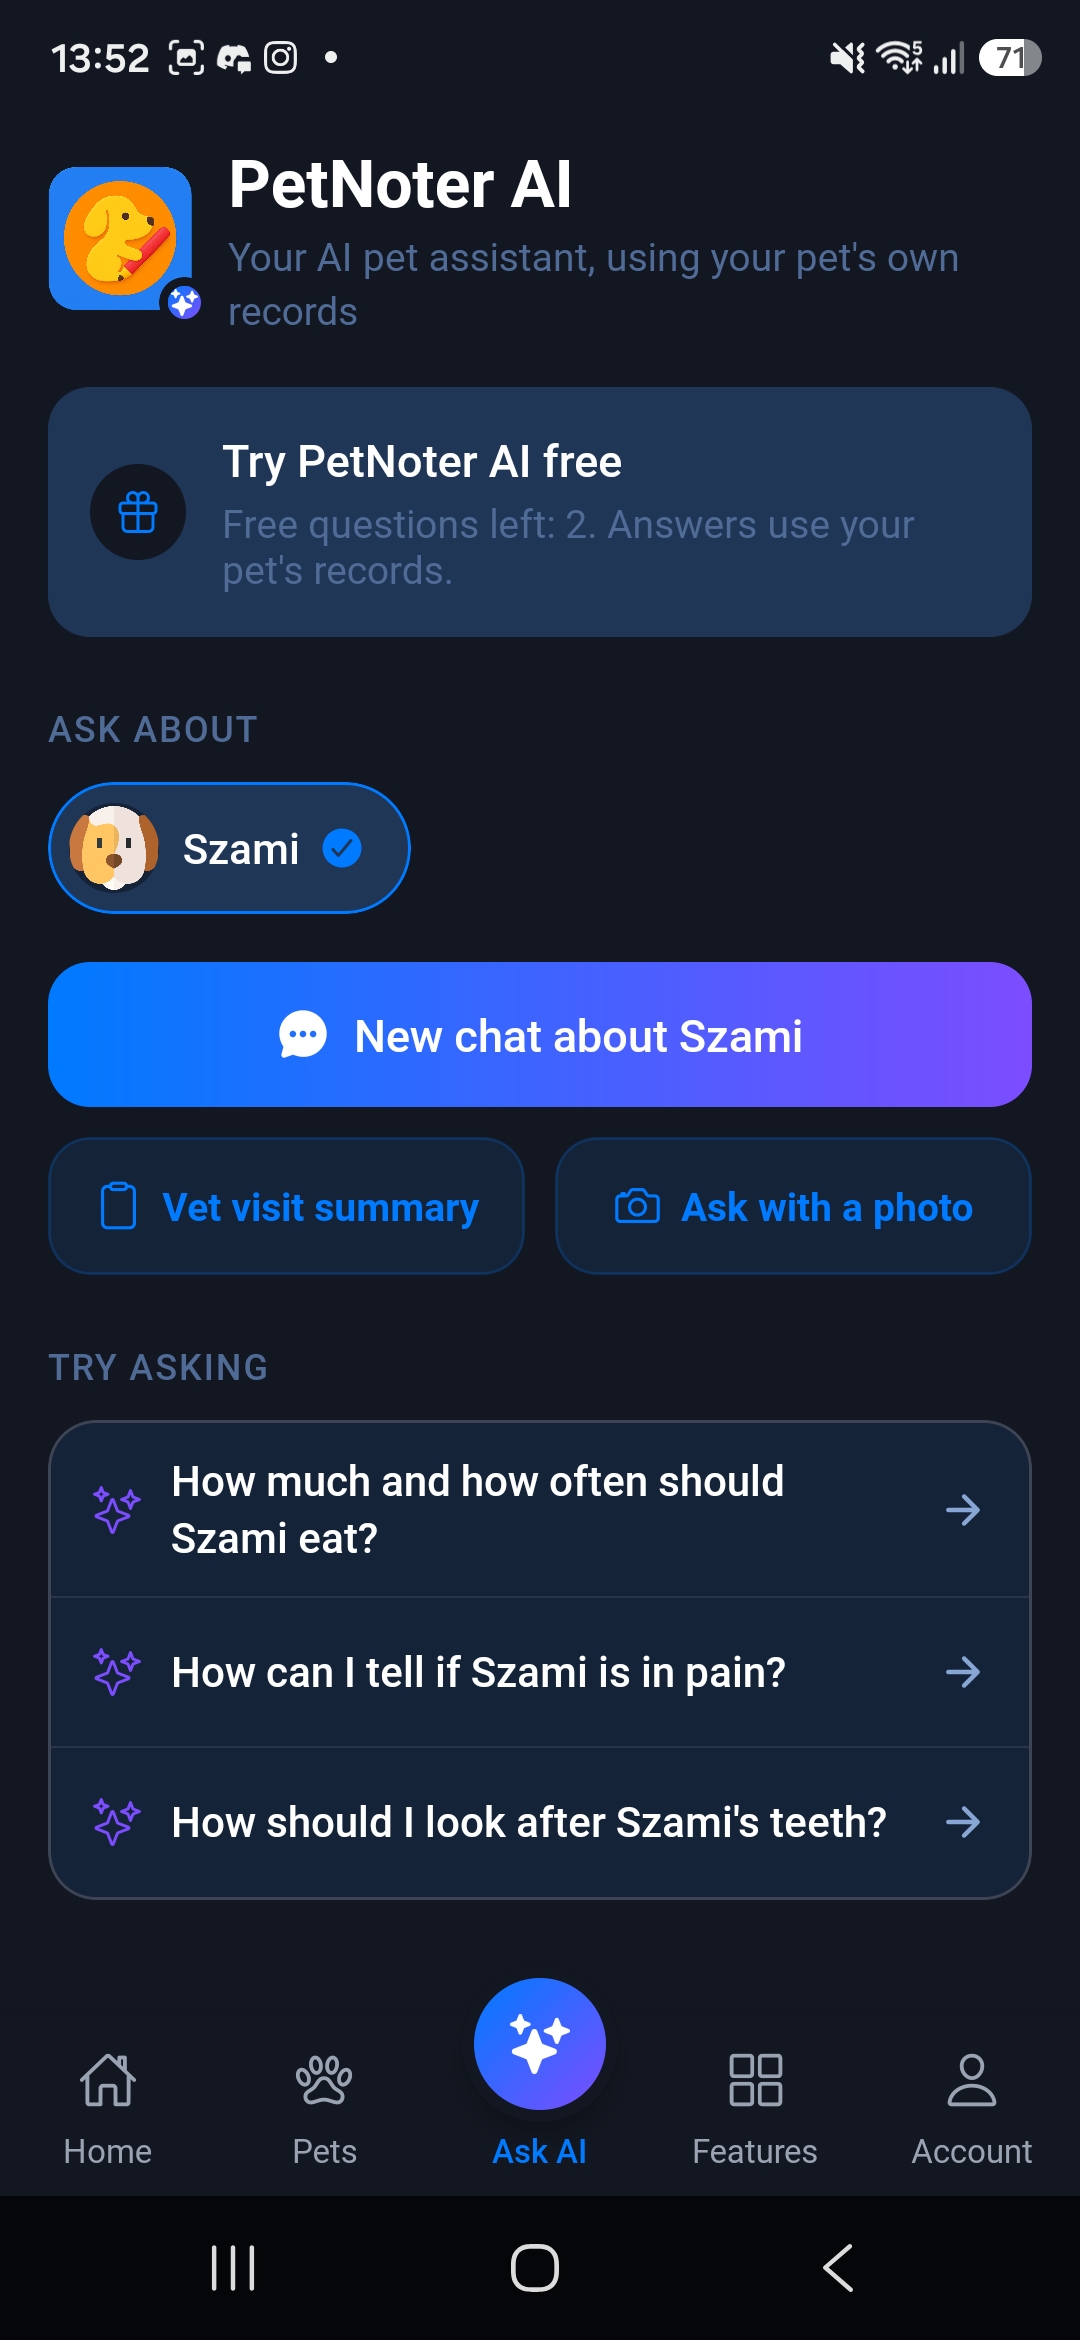 13:52
5
71
PetNoter AI
Your AI pet assistant, using your pet's own
records
Try PetNoter AI free
Free questions left: 2. Answers use your
pet's records.
ASK ABOUT
Szami
New chat about Szami
Vet visit summary
Ask with a photo
TRY ASKING
How much and how often should
Szami eat?
How can I tell if Szami is in pain?
How should I look after Szami's teeth?
Home
Pets
Ask AI
Features
Account